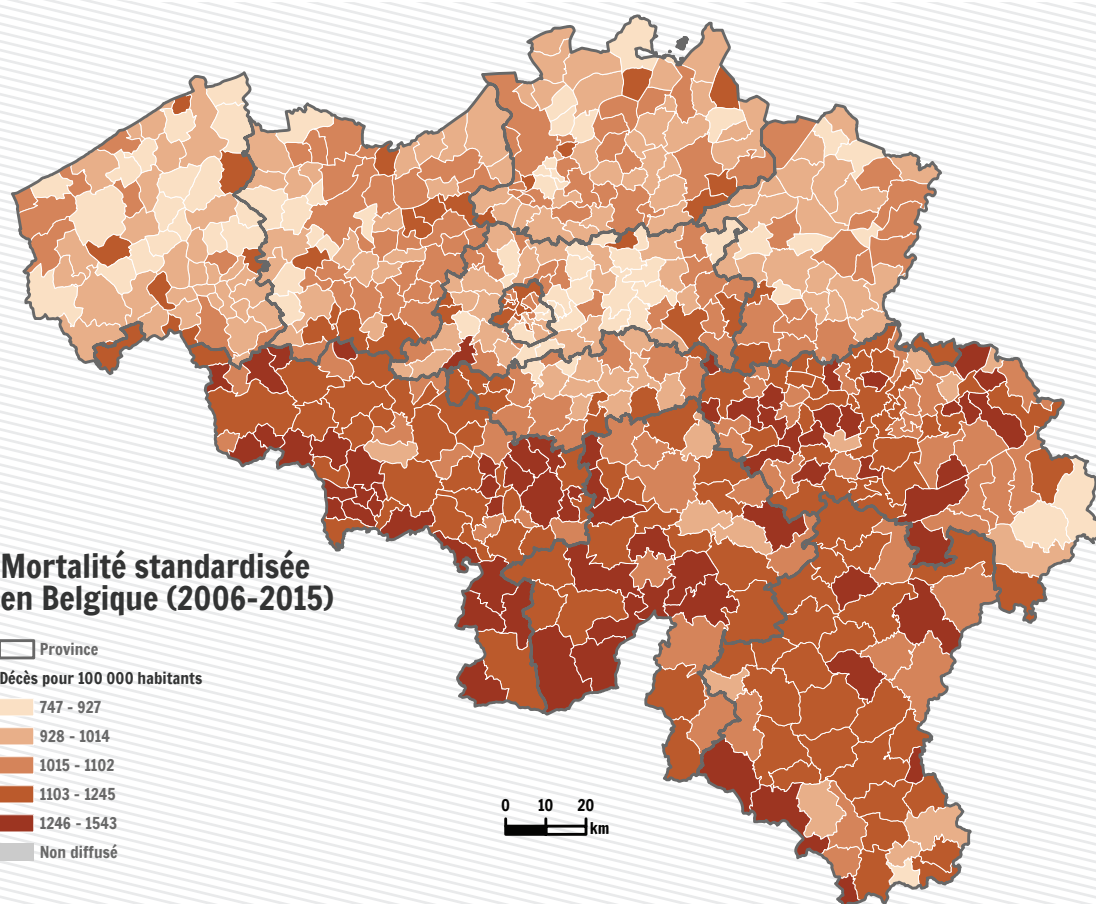 Mortalité standardisée
en Belgique (2006-2015)
Province
Décès pour 100 000 habitants
747 - 927
928 - 1014
1015 - 1102
1103 - 1245
1246 - 1543
Non diffusé
0 10 20
km